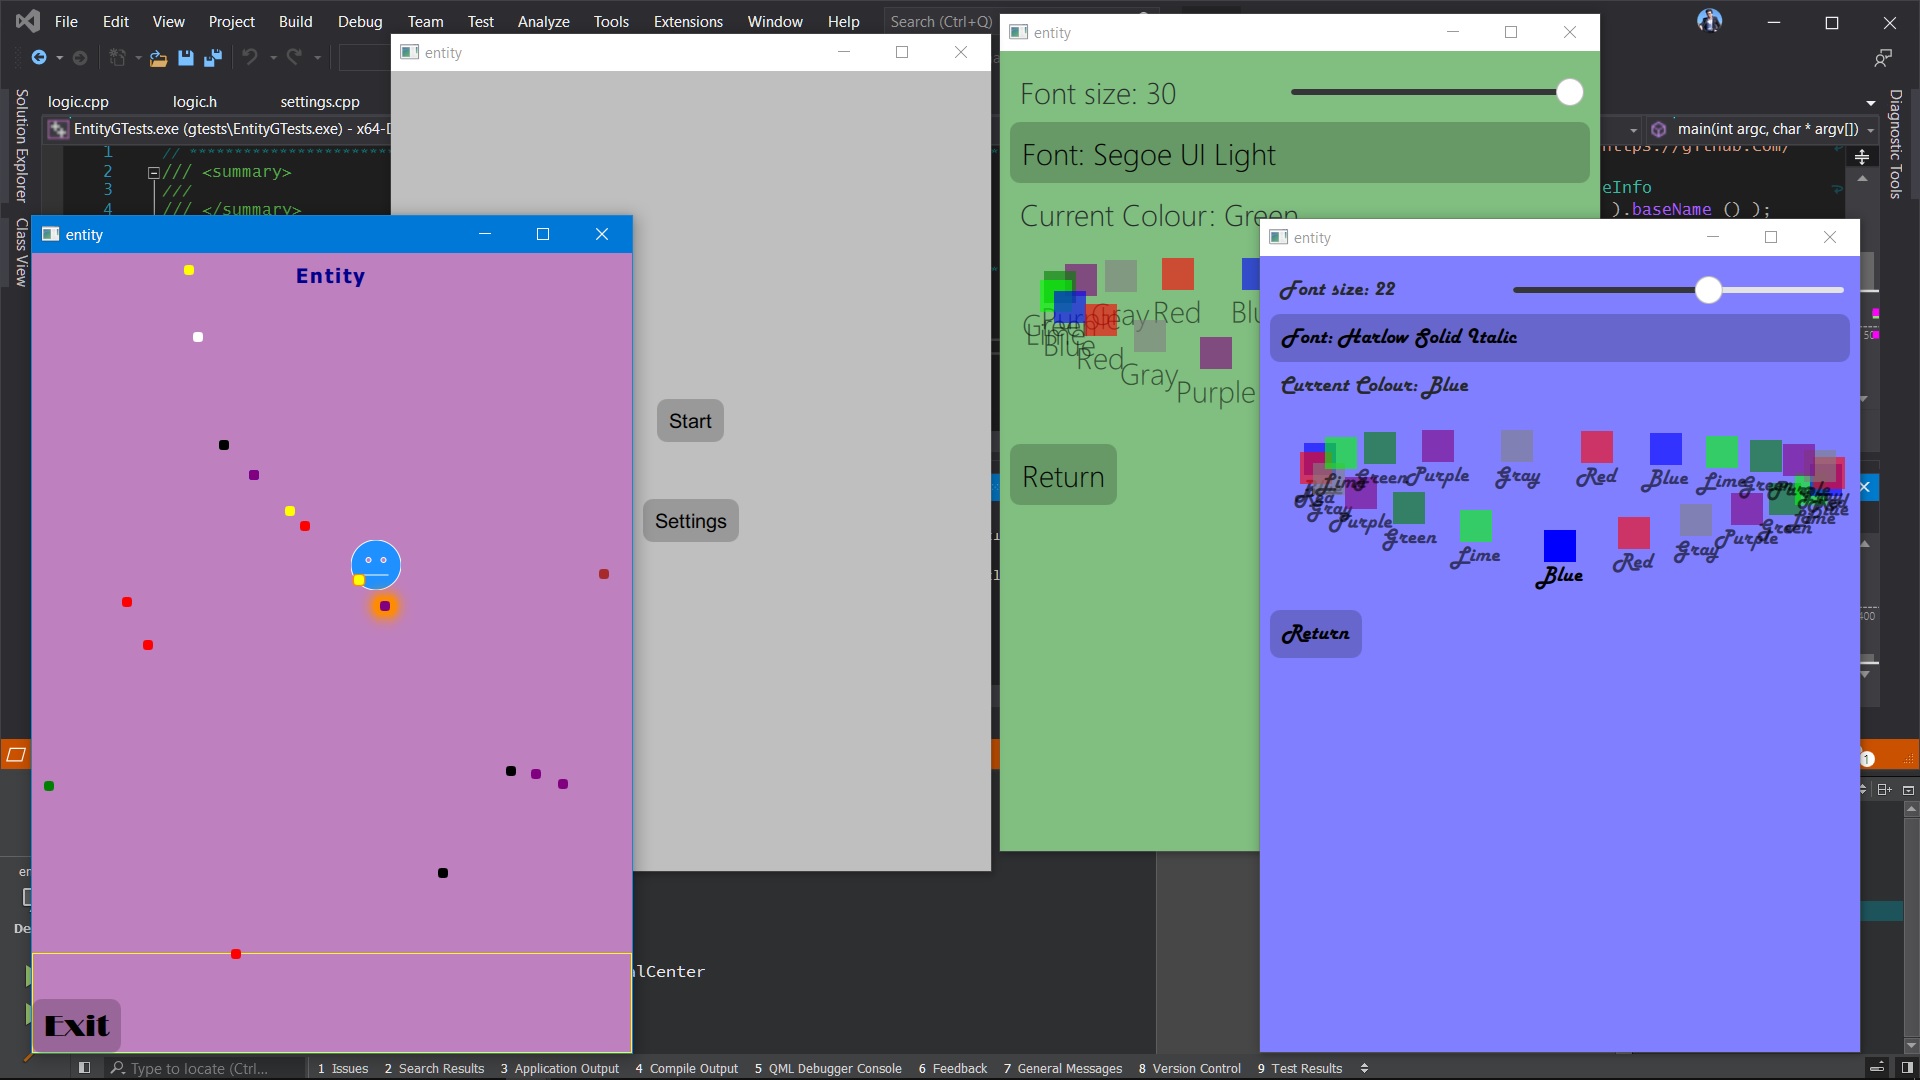 File Edit View Project Build Debug Team Test Analyze Tools Extensions Window Help Search (Ctrl+Q)
logic.cpp logic.h settings.cpp
EntityGTests.exe (gtests\EntityGTests.exe) - x64-D
main(int argc, char * argv[])
Solution Explorer
Class View
Diagnostic Tools
1 // ************************
2 /// <summary>
3 ///
4 /// </summary>
https://github.com/
eInfo
).baseName () );
entity
Start
Settings
entity
Font size: 30
Font: Segoe UI Light
Current Colour: Green
Gray Red Blu
Green Lime Purple
Blue Red Gray Purple
Return
entity
Font size: 22
Font: Harlow Solid Italic
Current Colour: Blue
Lime Green Purple Gray Red Blue Lime Green Purple
Red Gray Purple Green Lime Blue Red Gray Purple Green Lime Blue
Return
entity
Entity
Exit
alCenter
Type to locate (Ctrl...
1 Issues 2 Search Results 3 Application Output 4 Compile Output 5 QML Debugger Console 6 Feedback 7 General Messages 8 Version Control 9 Test Results